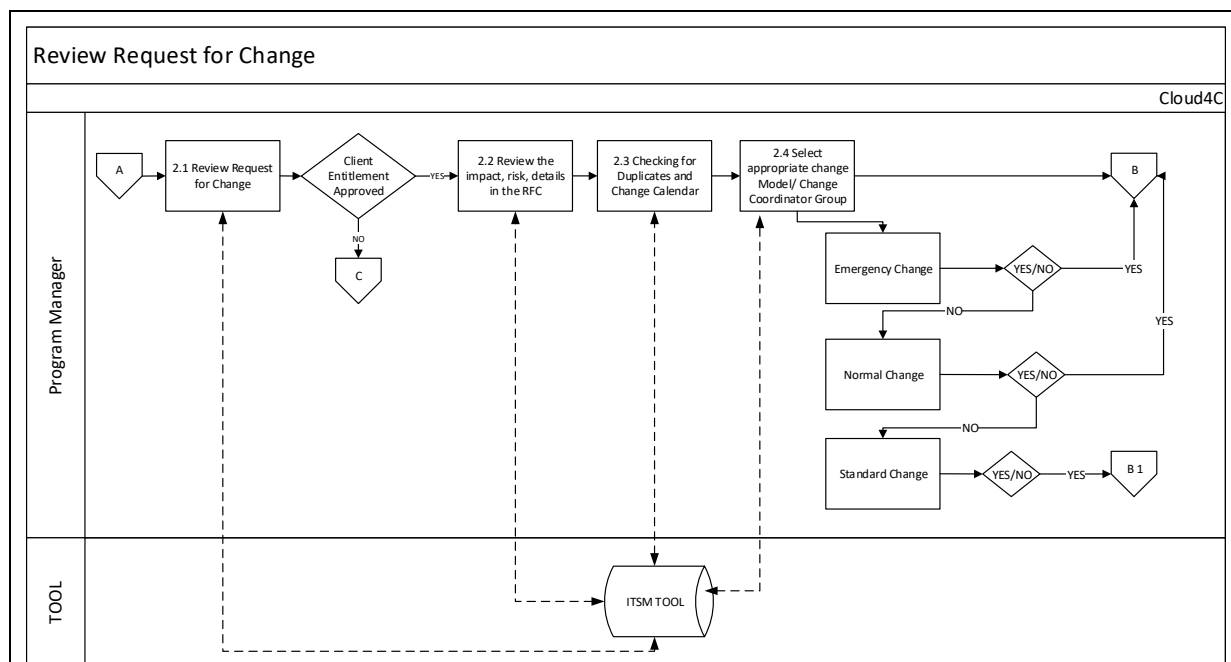 Review Request for Change
Cloud4C
Program Manager
A
2.1 Review Request
for Change
Client
Entitlement
Approved
YES
NO
C
2.2 Review the
impact, risk, details
in the RFC
2.3 Checking for
Duplicates and
Change Calendar
2.4 Select
appropriate change
Model/ Change
Coordinator Group
B
Emergency Change
YES/NO
YES
NO
YES
Normal Change
YES/NO
NO
Standard Change
YES/NO
YES
B 1
TOOL
ITSM TOOL